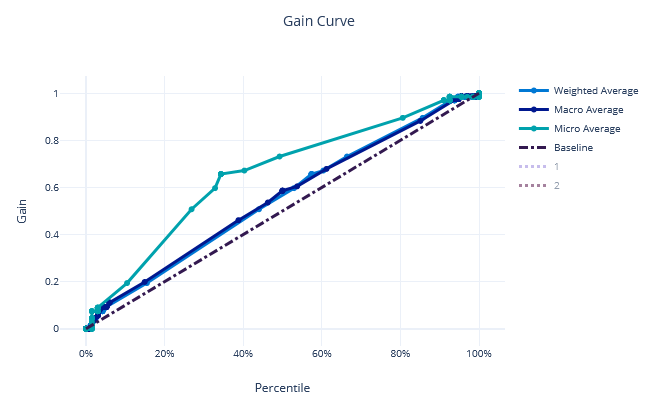 Gain Curve
1
0.8
0.6
0.4
0.2
0
Gain
0%
20%
40%
60%
80%
100%
Percentile
Weighted Average
Macro Average
Micro Average
Baseline
1
2